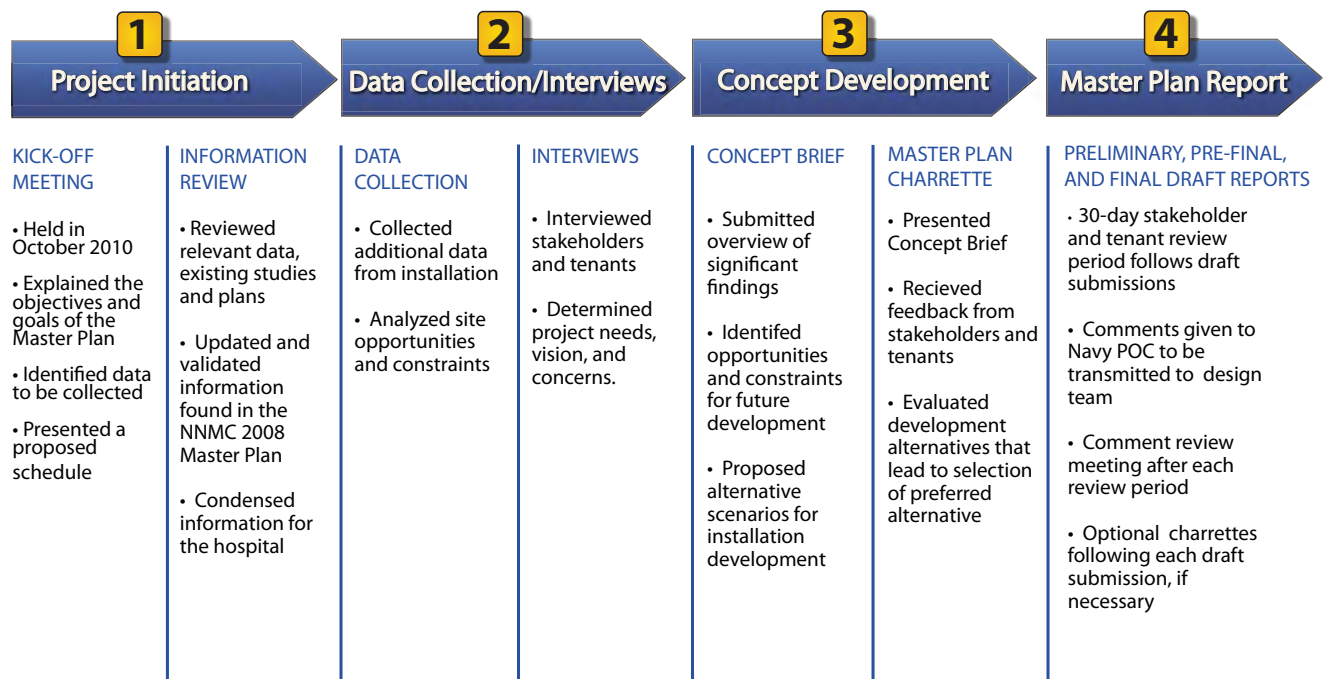 1
Project Initiation
2
Data Collection/Interviews
3
Concept Development
4
Master Plan Report
KICK-OFF
MEETING
• Held in
October 2010
• Explained the
objectives and
goals of the
Master Plan
• Identified data
to be collected
• Presented a
proposed
schedule
INFORMATION
REVIEW
• Reviewed
relevant data,
existing studies
and plans
• Updated and
validated
information
found in the
NNMC 2008
Master Plan
• Condensed
information for
the hospital
DATA
COLLECTION
• Collected
additional data
from installation
• Analyzed site
opportunities
and constraints
INTERVIEWS
• Interviewed
stakeholders
and tenants
• Determined
project needs,
vision, and
concerns.
CONCEPT BRIEF
• Submitted
overview of
significant
findings
• Identifed
opportunities
and constraints
for future
development
• Proposed
alternative
scenarios for
installation
development
MASTER PLAN
CHARRETTE
• Presented
Concept Brief
• Recieved
feedback from
stakeholders and
tenants
• Evaluated
development
alternatives that
lead to selection
of preferred
alternative
PRELIMINARY, PRE-FINAL,
AND FINAL DRAFT REPORTS
• 30-day stakeholder
and tenant review
period follows draft
submissions
• Comments given to
Navy POC to be
transmitted to design
team
• Comment review
meeting after each
review period
• Optional charrettes
following each draft
submission, if
necessary